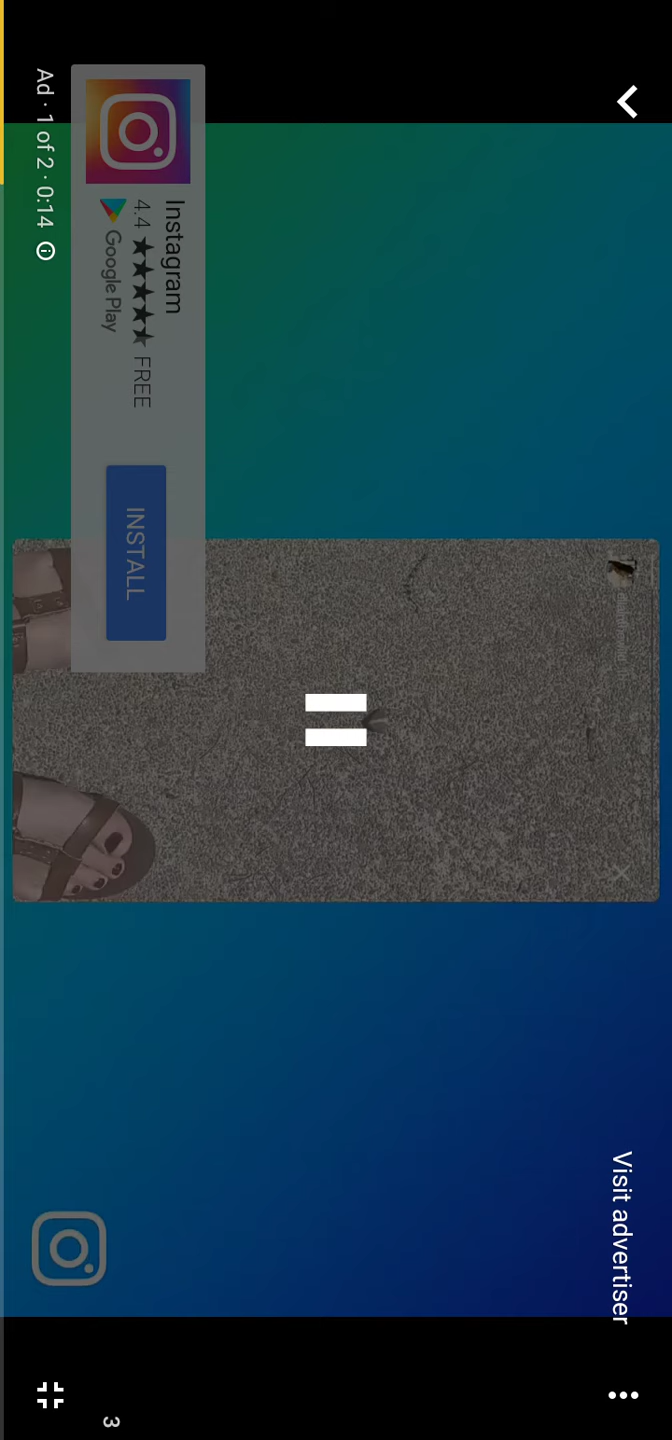 Visit advertiser
Instagram
4.4 ★★★★★ FREE
Google Play
INSTALL
Ad · 1 of 2 · 0:14
3